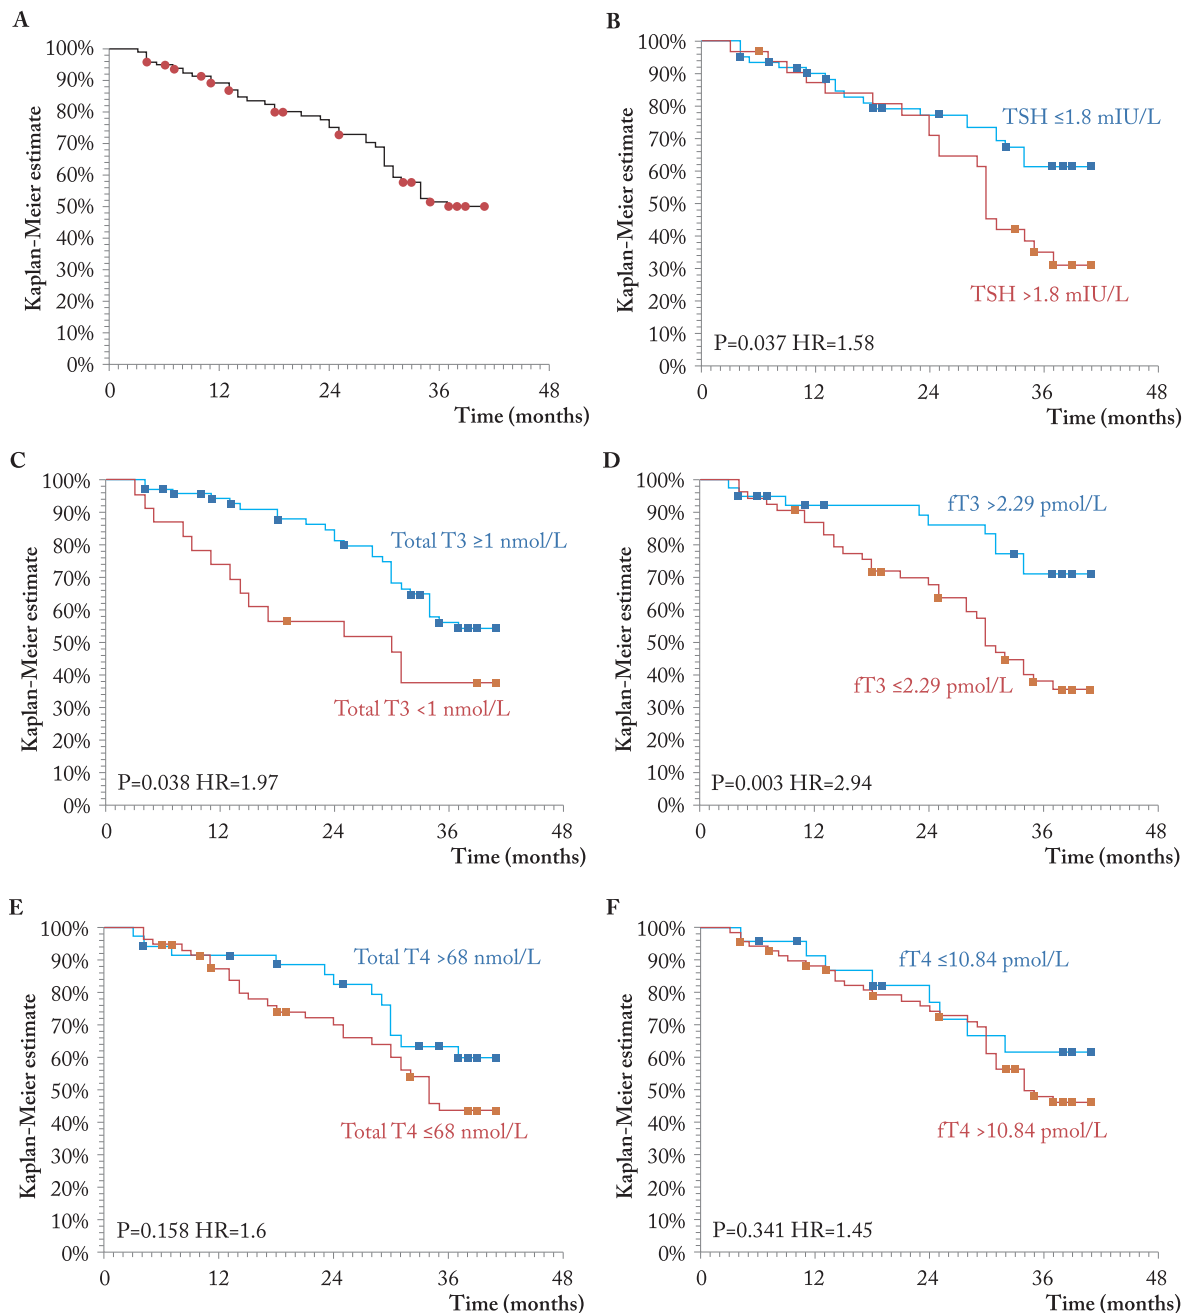 A
Kaplan-Meier estimate
100%
90%
80%
70%
60%
50%
40%
30%
20%
10%
0%
0 12 24 36 48
Time (months)
B
Kaplan-Meier estimate
100%
90%
80%
70%
60%
50%
40%
30%
20%
10%
0%
TSH ≤1.8 mIU/L
TSH >1.8 mIU/L
P=0.037 HR=1.58
0 12 24 36 48
Time (months)
C
Kaplan-Meier estimate
100%
90%
80%
70%
60%
50%
40%
30%
20%
10%
0%
Total T3 ≥1 nmol/L
Total T3 <1 nmol/L
P=0.038 HR=1.97
0 12 24 36 48
Time (months)
D
Kaplan-Meier estimate
100%
90%
80%
70%
60%
50%
40%
30%
20%
10%
0%
fT3 >2.29 pmol/L
fT3 ≤2.29 pmol/L
P=0.003 HR=2.94
0 12 24 36 48
Time (months)
E
Kaplan-Meier estimate
100%
90%
80%
70%
60%
50%
40%
30%
20%
10%
0%
Total T4 >68 nmol/L
Total T4 ≤68 nmol/L
P=0.158 HR=1.6
0 12 24 36 48
Time (months)
F
Kaplan-Meier estimate
100%
90%
80%
70%
60%
50%
40%
30%
20%
10%
0%
fT4 ≤10.84 pmol/L
fT4 >10.84 pmol/L
P=0.341 HR=1.45
0 12 24 36 48
Time (months)